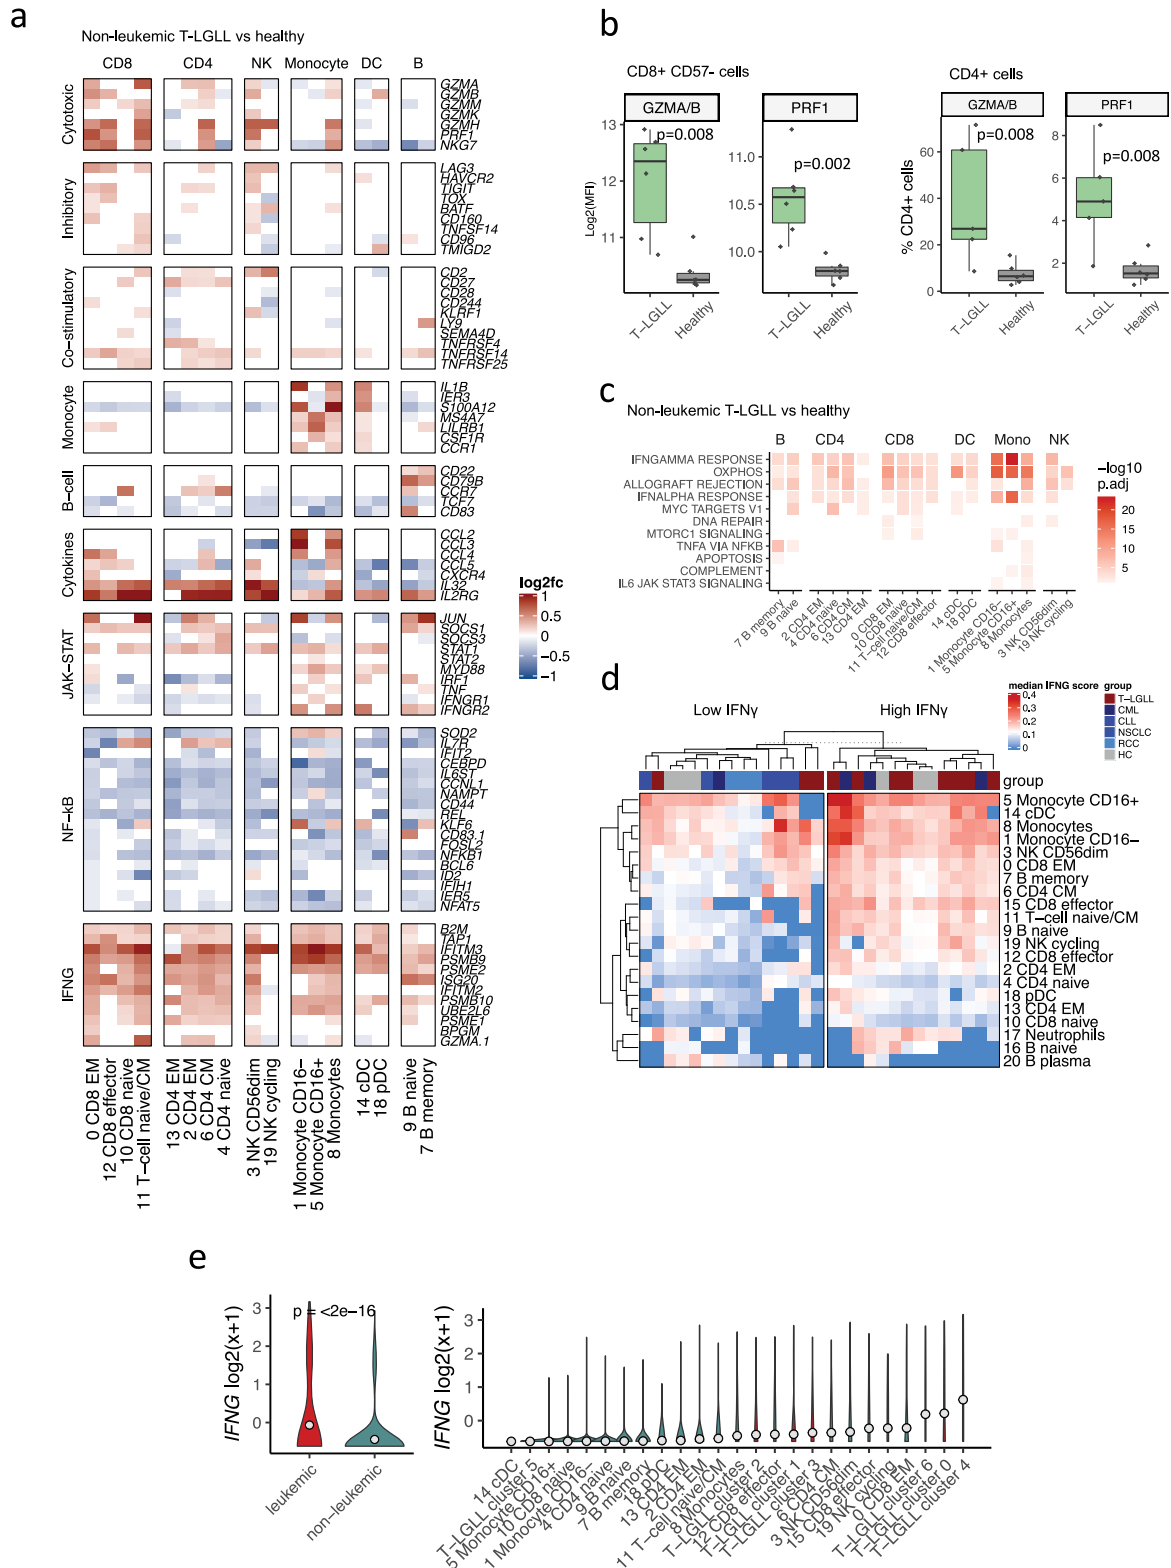 a
Non-leukemic T-LGLL vs healthy
CD8 CD4 NK Monocyte DC B
Cytotoxic
GZMA
GZMB
GZMM
GZMK
GZMH
PRF1
NKG7
Inhibitory
LAG3
HAVCR2
TIGIT
TOX
BATF
CD160
TNFSF14
CD96
TMIGD2
Co-stimulatory
CD2
CD27
CD28
CD244
KLRF1
LY9
SEMA4D
TNFRSF4
TNFRSF14
TNFRSF25
Monocyte
IL1B
IER3
S100A12
MS4A7
LILRB1
CSF1R
CCR1
B-cell
CD22
CD79B
CCR7
TCF7
CD83
Cytokines
CCL2
CCL3
CCL4
CCL5
CXCR4
IL32
IL2RG
JAK-STAT
JUN
SOCS1
SOCS3
STAT1
STAT2
MYD88
IRF1
TNF
IFNGR1
IFNGR2
NF-kB
SOD2
IL7R
IFIT2
CEBPD
IL6ST
CCNL1
NAMPT
CD44
REL
KLF6
CD83.1
FOSL2
NFKB1
BCL6
ID2
IFIH1
IER5
NFAT5
IFNG
B2M
TAP1
IFITM3
PSMB9
PSME2
ISG20
IFITM2
PSMB10
UBE2L6
PSME1
BPGM
GZMA.1
0 CD8 EM
12 CD8 effector
10 CD8 naive
11 T-cell naive/CM
13 CD4 EM
2 CD4 EM
6 CD4 CM
4 CD4 naive
3 NK CD56dim
19 NK cycling
1 Monocyte CD16-
5 Monocyte CD16+
8 Monocytes
14 cDC
18 pDC
9 B naive
7 B memory
log2fc
1
0.5
0
-0.5
-1
b
CD8+ CD57- cells
GZMA/B
PRF1
Log2(MFI)
13
12
11
p=0.008
11.0
10.5
10.0
p=0.002
T-LGLL
Healthy
T-LGLL
Healthy
CD4+ cells
GZMA/B
PRF1
% CD4+ cells
60
40
20
0
p=0.008
8
6
4
2
p=0.008
T-LGLL
Healthy
T-LGLL
Healthy
c
Non-leukemic T-LGLL vs healthy
B CD4 CD8 DC Mono NK
IFNGAMMA RESPONSE
OXPHOS
ALLOGRAFT REJECTION
IFNALPHA RESPONSE
MYC TARGETS V1
DNA REPAIR
MTORC1 SIGNALING
TNFA VIA NFKB
APOPTOSIS
COMPLEMENT
IL6 JAK STAT3 SIGNALING
7 B memory
9 B naive
2 CD4 EM
4 CD4 naive
6 CD4 CM
13 CD4 EM
0 CD8 EM
10 CD8 naive
11 T-cell naive/CM
12 CD8 effector
14 cDC
18 pDC
1 Monocyte CD16-
5 Monocyte CD16+
8 Monocytes
3 NK CD56dim
19 NK cycling
-log10
p.adj
20
15
10
5
d
Low IFNγ
High IFNγ
median IFNG score
0.4
0.3
0.2
0.1
0
group
T-LGLL
CML
CLL
NSCLC
RCC
HC
group
5 Monocyte CD16+
14 cDC
8 Monocytes
1 Monocyte CD16-
3 NK CD56dim
0 CD8 EM
7 B memory
6 CD4 CM
15 CD8 effector
11 T-cell naive/CM
9 B naive
19 NK cycling
12 CD8 effector
2 CD4 EM
4 CD4 naive
18 pDC
13 CD4 EM
10 CD8 naive
17 Neutrophils
16 B naive
20 B plasma
e
IFNG log2(x+1)
3
2
1
0
p = <2e-16
leukemic
non-leukemic
IFNG log2(x+1)
3
2
1
0
14 cDC
T-LGLL cluster 5
5 Monocyte CD16+
10 CD8 naive
1 Monocyte CD16-
4 CD4 naive
9 B naive
7 B memory
18 pDC
13 CD4 EM
2 CD4 EM
11 T-cell naive/CM
8 Monocytes
T-LGLL cluster 2
12 CD8 effector
T-LGLL cluster 1
T-LGLL cluster 3
6 CD4 CM
3 NK CD56dim
15 CD8 effector
19 NK cycling
0 CD8 EM
T-LGLL cluster 6
T-LGLL cluster 0
T-LGLL cluster 4